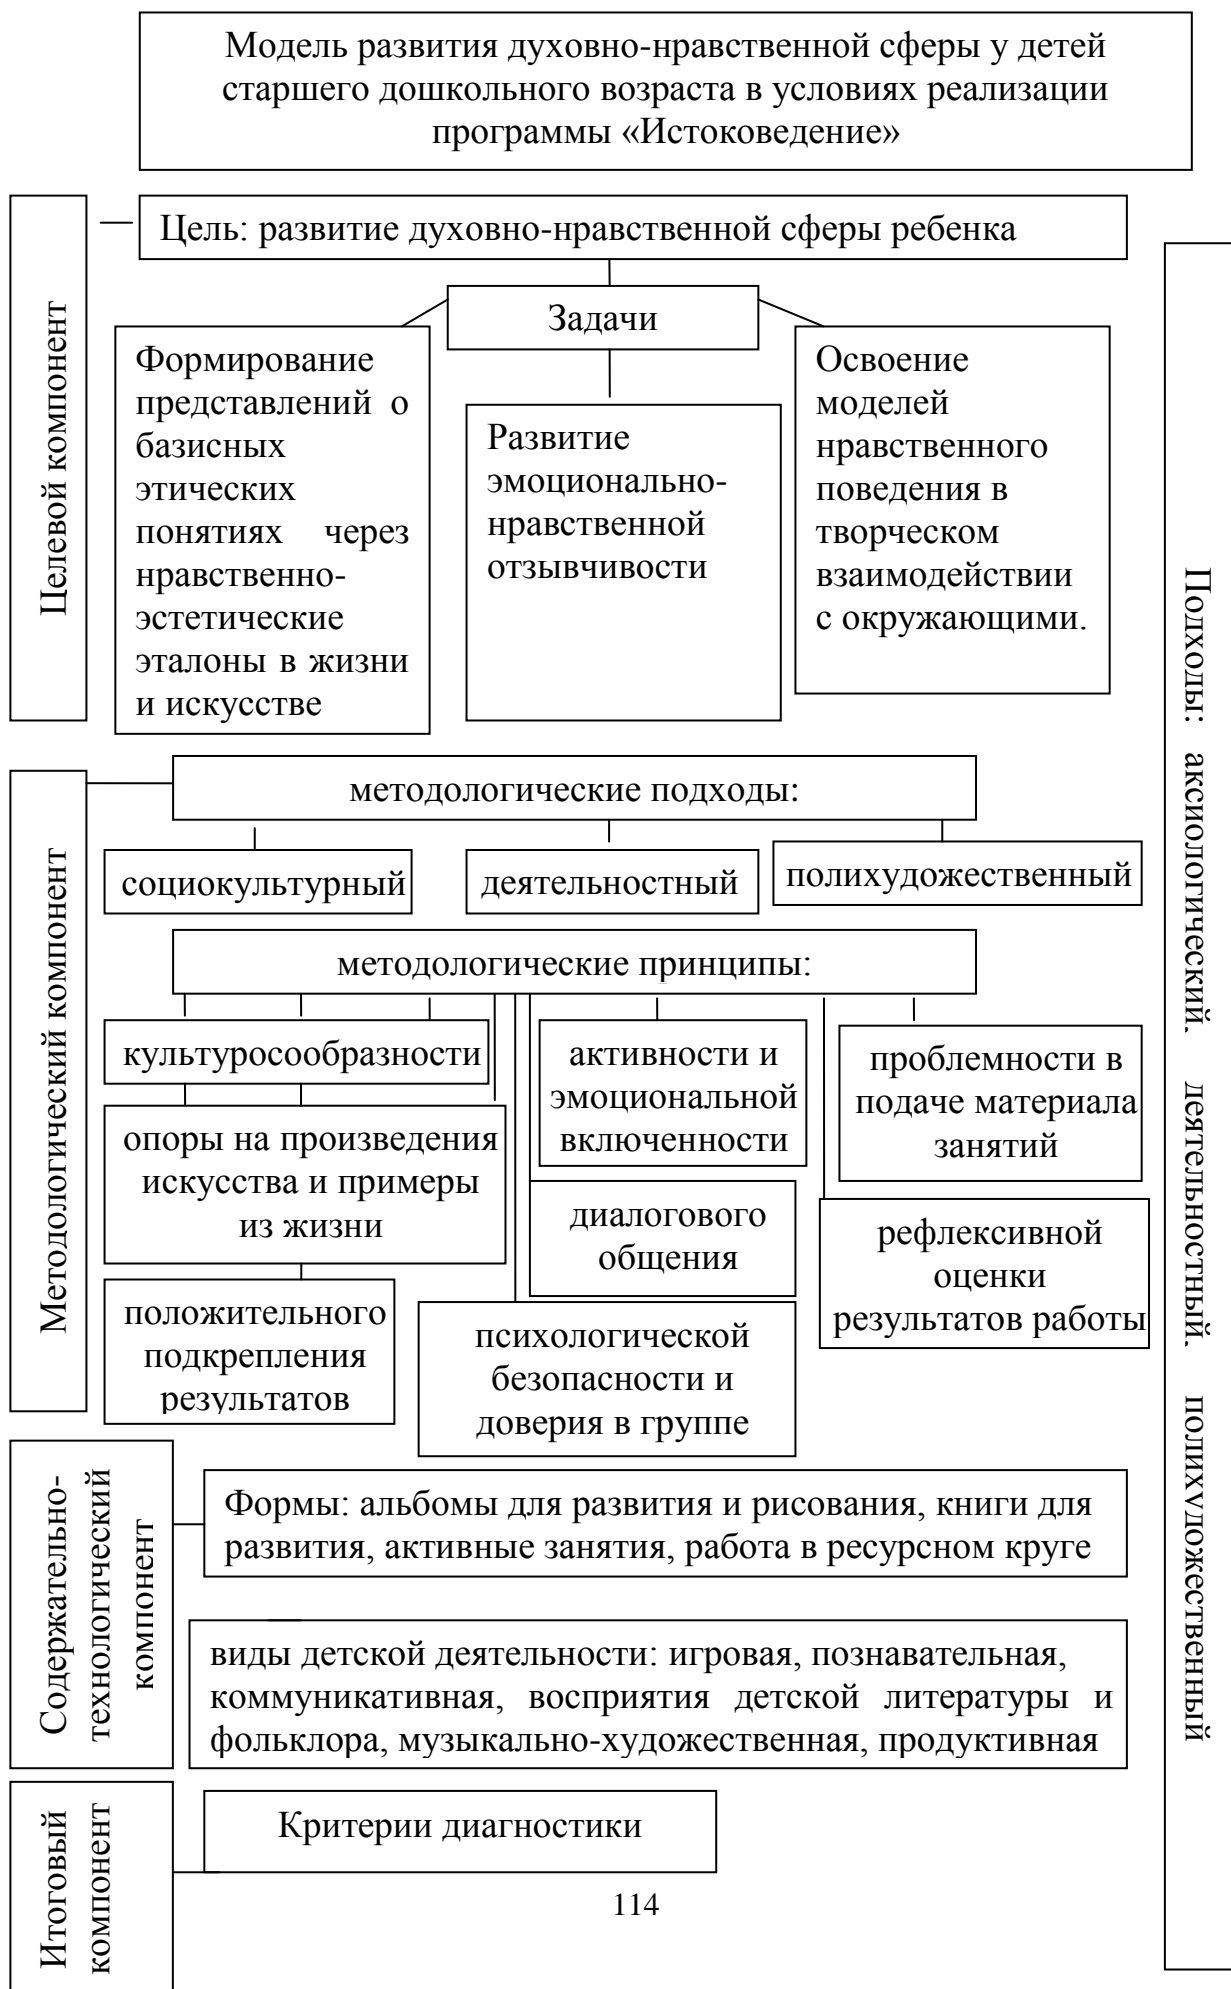 Модель развития духовно-нравственной сферы у детей
старшего дошкольного возраста в условиях реализации
программы «Истоковедение»
Целевой компонент
Цель: развитие духовно-нравственной сферы ребенка
Задачи
Формирование
представлений о
базисных
этических
понятиях через
нравственно-
эстетические
эталоны в жизни
и искусстве
Развитие
эмоционально-
нравственной
отзывчивости
Освоение
моделей
нравственного
поведения в
творческом
взаимодействии
с окружающими.
Методологический компонент
методологические подходы:
социокультурный
деятельностный
полихудожественный
методологические принципы:
культуросообразности
активности и
эмоциональной
включенности
проблемности в
подаче материала
занятий
опоры на произведения
искусства и примеры
из жизни
диалогового
общения
рефлексивной
оценки
результатов работы
положительного
подкрепления
результатов
психологической
безопасности и
доверия в группе
Содержательно-
технологический
компонент
Формы: альбомы для развития и рисования, книги для
развития, активные занятия, работа в ресурсном круге
виды детской деятельности: игровая, познавательная,
коммуникативная, восприятия детской литературы и
фольклора, музыкально-художественная, продуктивная
Итоговый
компонент
Критерии диагностики
Подходы: аксиологический. деятельностный. полихудожественный
114